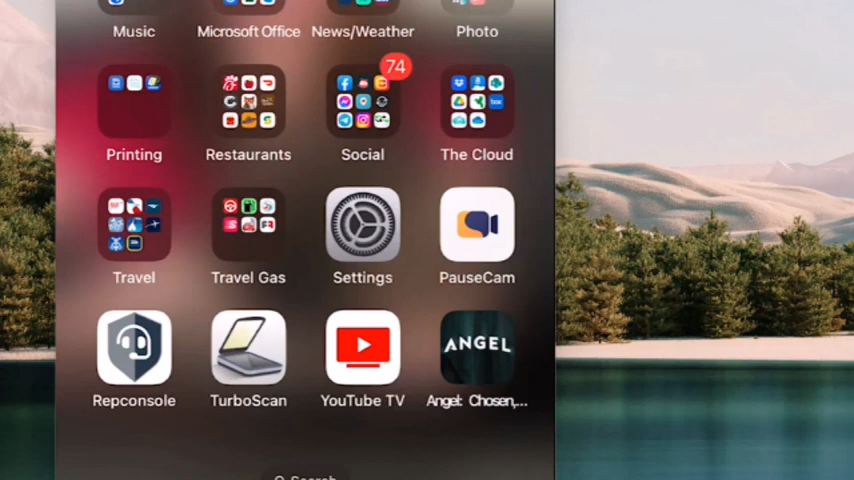 Music Microsoft Office News/Weather Photo
74
Printing Restaurants Social The Cloud
Travel Travel Gas Settings PauseCam
ANGEL
Repconsole TurboScan YouTube TV Angel: Chosen,...
Search